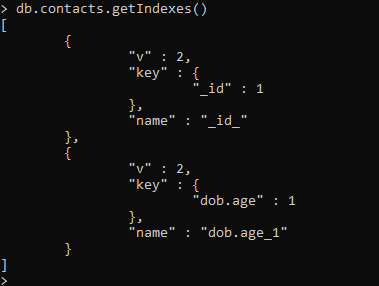 > db.contacts.getIndexes()
[
        {
                "v" : 2,
                "key" : {
                        "_id" : 1
                },
                "name" : "_id_"
        },
        {
                "v" : 2,
                "key" : {
                        "dob.age" : 1
                },
                "name" : "dob.age_1"
        }
]
>